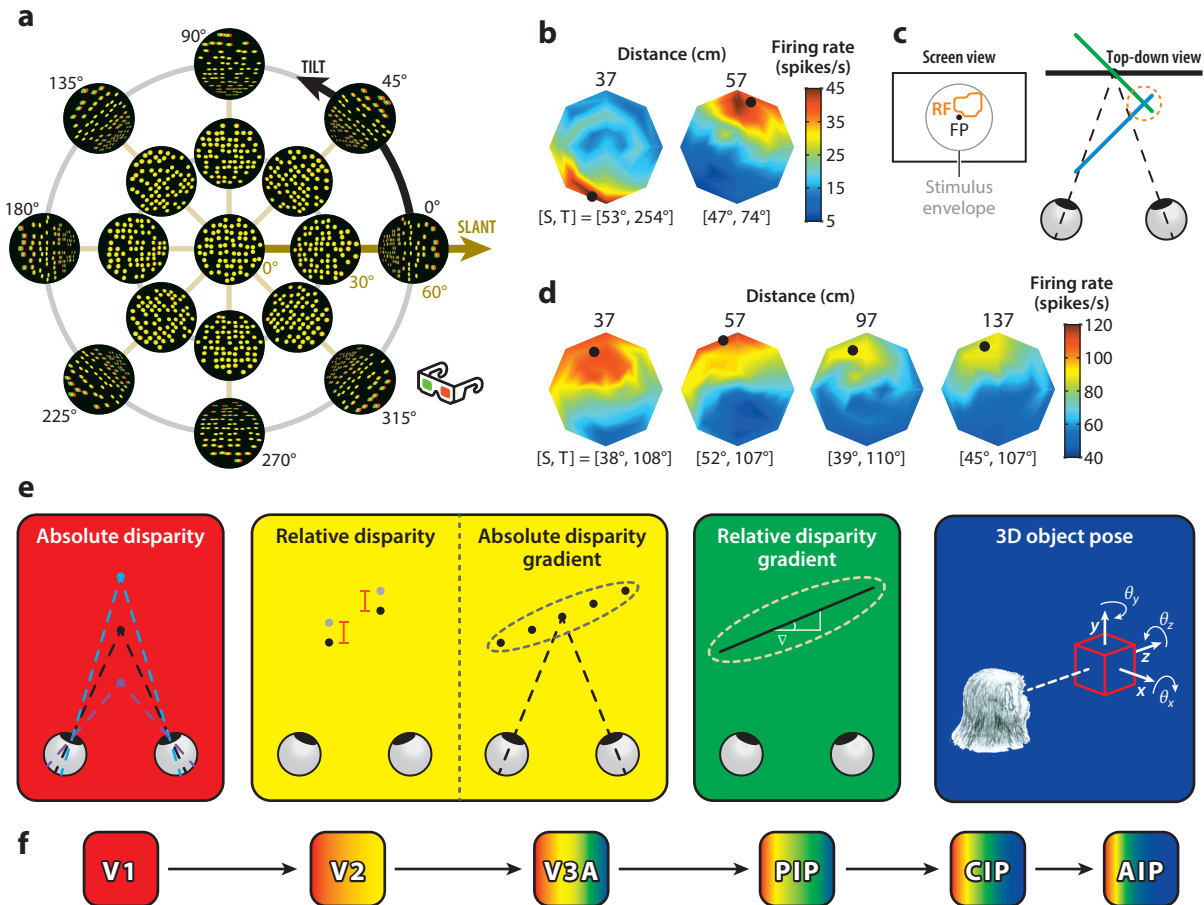 a
90°
TILT
135°
45°
180°
0°
SLANT
0°
30°
60°
225°
315°
270°
b
Distance (cm)
Firing rate
(spikes/s)
37
57
45
35
25
15
5
[S, T] = [53°, 254°]
[47°, 74°]
c
Screen view
Top-down view
RF
FP
Stimulus
envelope
d
Distance (cm)
Firing rate
(spikes/s)
37
57
97
137
120
100
80
60
40
[S, T] = [38°, 108°]
[52°, 107°]
[39°, 110°]
[45°, 107°]
e
Absolute disparity
Relative disparity
Absolute disparity
gradient
Relative disparity
gradient
∇
3D object pose
θy
y
θz
z
x
θx
f
V1
V2
V3A
PIP
CIP
AIP